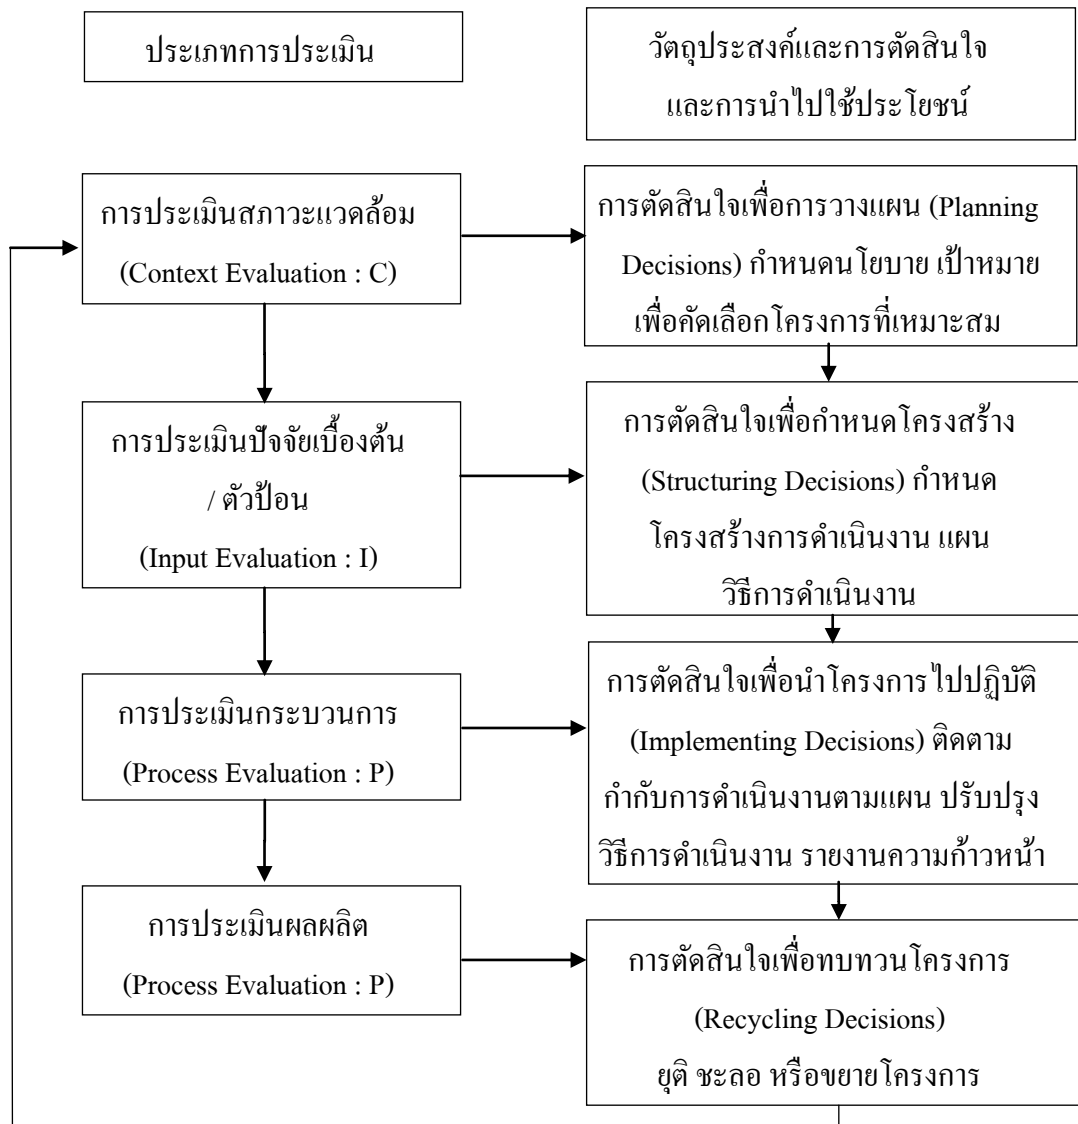 ประเภทการประเมิน
วัตถุประสงค์และการตัดสินใจ
และการนำไปใช้ประโยชน์
การประเมินสภาวะแวดล้อม
(Context Evaluation : C)
การตัดสินใจเพื่อการวางแผน (Planning
Decisions) กำหนดนโยบาย เป้าหมาย
เพื่อคัดเลือกโครงการที่เหมาะสม
การประเมินปัจจัยเบื้องต้น
/ ตัวป้อน
(Input Evaluation : I)
การตัดสินใจเพื่อกำหนดโครงสร้าง
(Structuring Decisions) กำหนด
โครงสร้างการดำเนินงาน แผน
วิธีการดำเนินงาน
การประเมินกระบวนการ
(Process Evaluation : P)
การตัดสินใจเพื่อนำโครงการไปปฏิบัติ
(Implementing Decisions) ติดตาม
กำกับการดำเนินงานตามแผน ปรับปรุง
วิธีการดำเนินงาน รายงานความก้าวหน้า
การประเมินผลผลิต
(Process Evaluation : P)
การตัดสินใจเพื่อทบทวนโครงการ
(Recycling Decisions)
ยุติ ชะลอ หรือขยายโครงการ